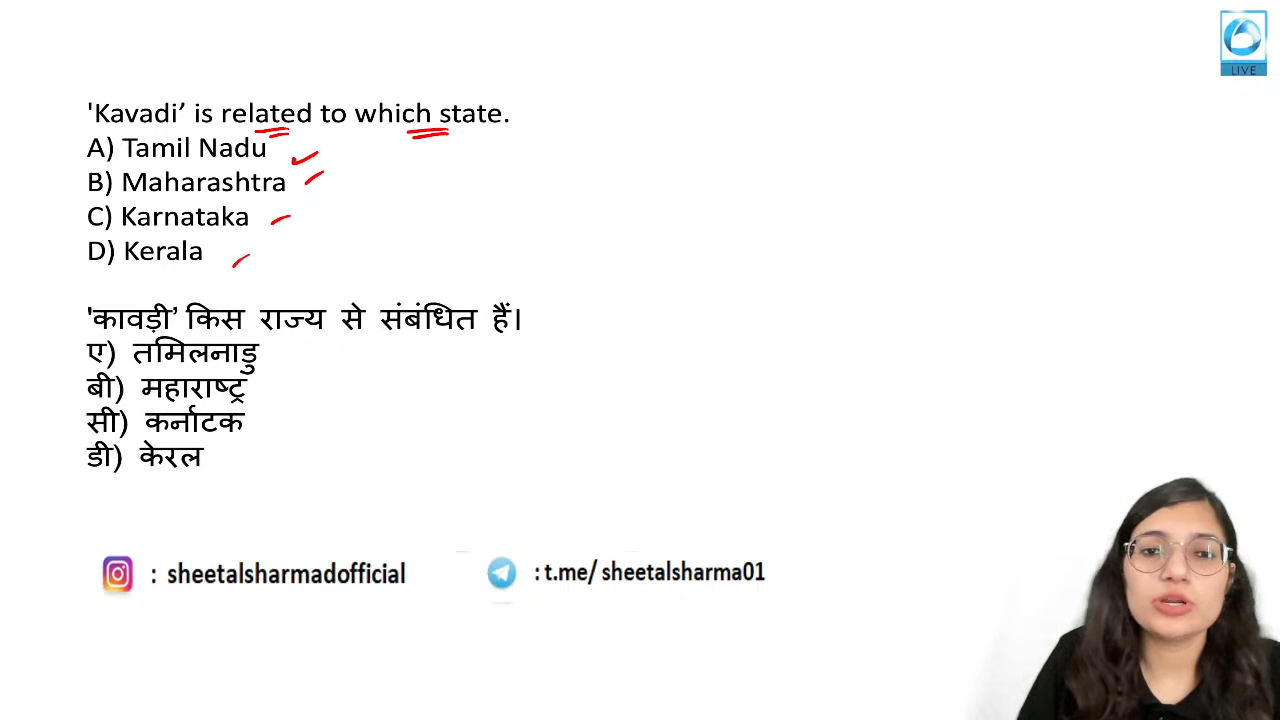 LIVE
'Kavadi’ is related to which state.
A) Tamil Nadu
B) Maharashtra
C) Karnataka
D) Kerala
'कावड़ी’ किस राज्य से संबंधित हैं।
ए) तमिलनाडु
बी) महाराष्ट्र
सी) कर्नाटक
डी) केरल
: sheetalsharmadofficial
: t.me/ sheetalsharma01